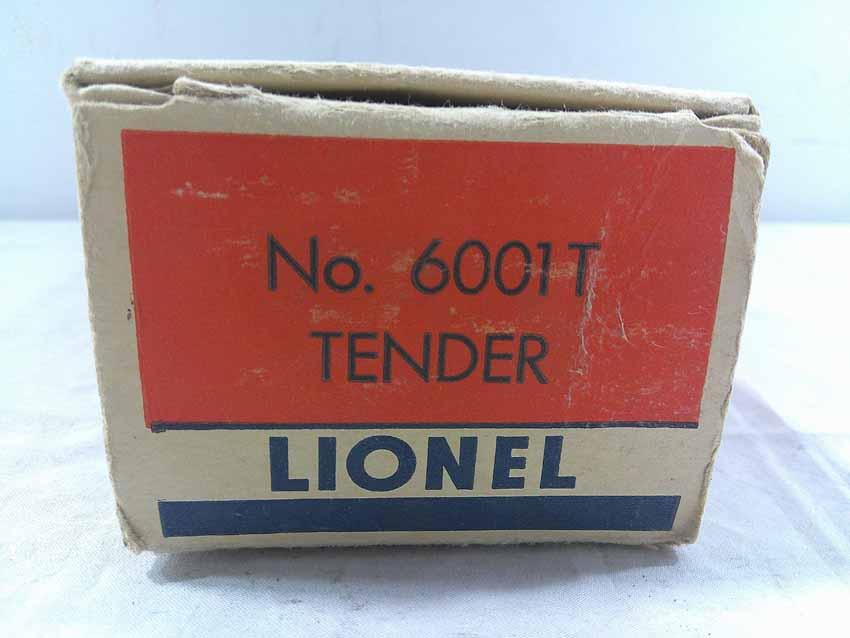 No. 6001T
TENDER
LIONEL